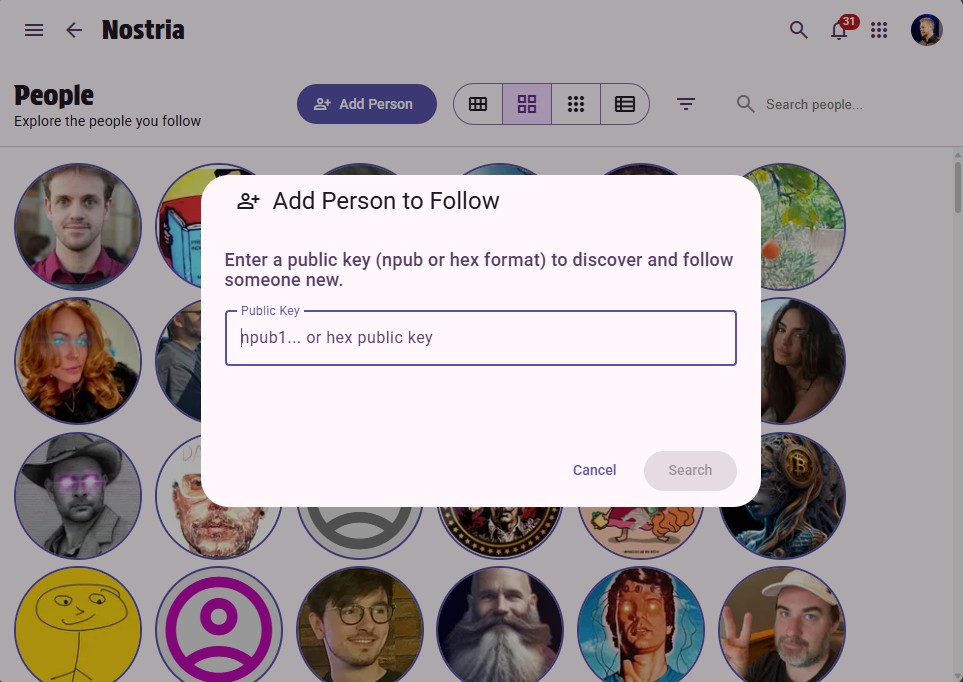 Nostria
31
People
Explore the people you follow
Add Person
Search people...
Add Person to Follow
Enter a public key (npub or hex format) to discover and follow
someone new.
Public Key
npub1... or hex public key
Cancel
Search